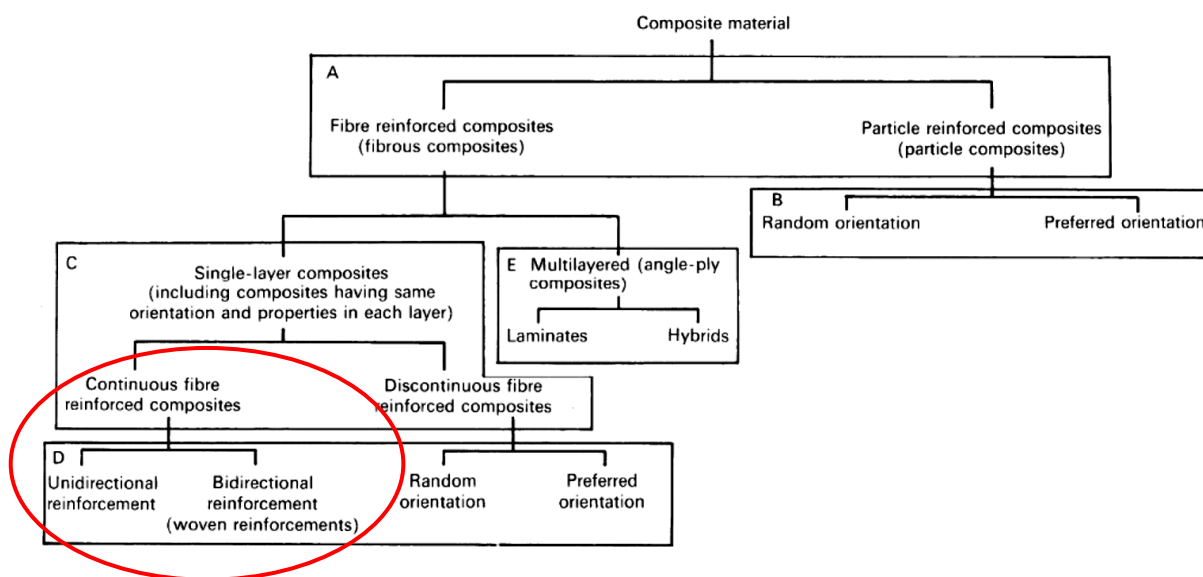 Composite material
A
Fibre reinforced composites
(fibrous composites)
Particle reinforced composites
(particle composites)
B
Random orientation
Preferred orientation
C
Single-layer composites
(including composites having same
orientation and properties in each layer)
E Multilayered (angle-ply
composites)
Laminates
Hybrids
Continuous fibre
reinforced composites
Discontinuous fibre
reinforced composites
D
Unidirectional
reinforcement
Bidirectional
reinforcement
(woven reinforcements)
Random
orientation
Preferred
orientation